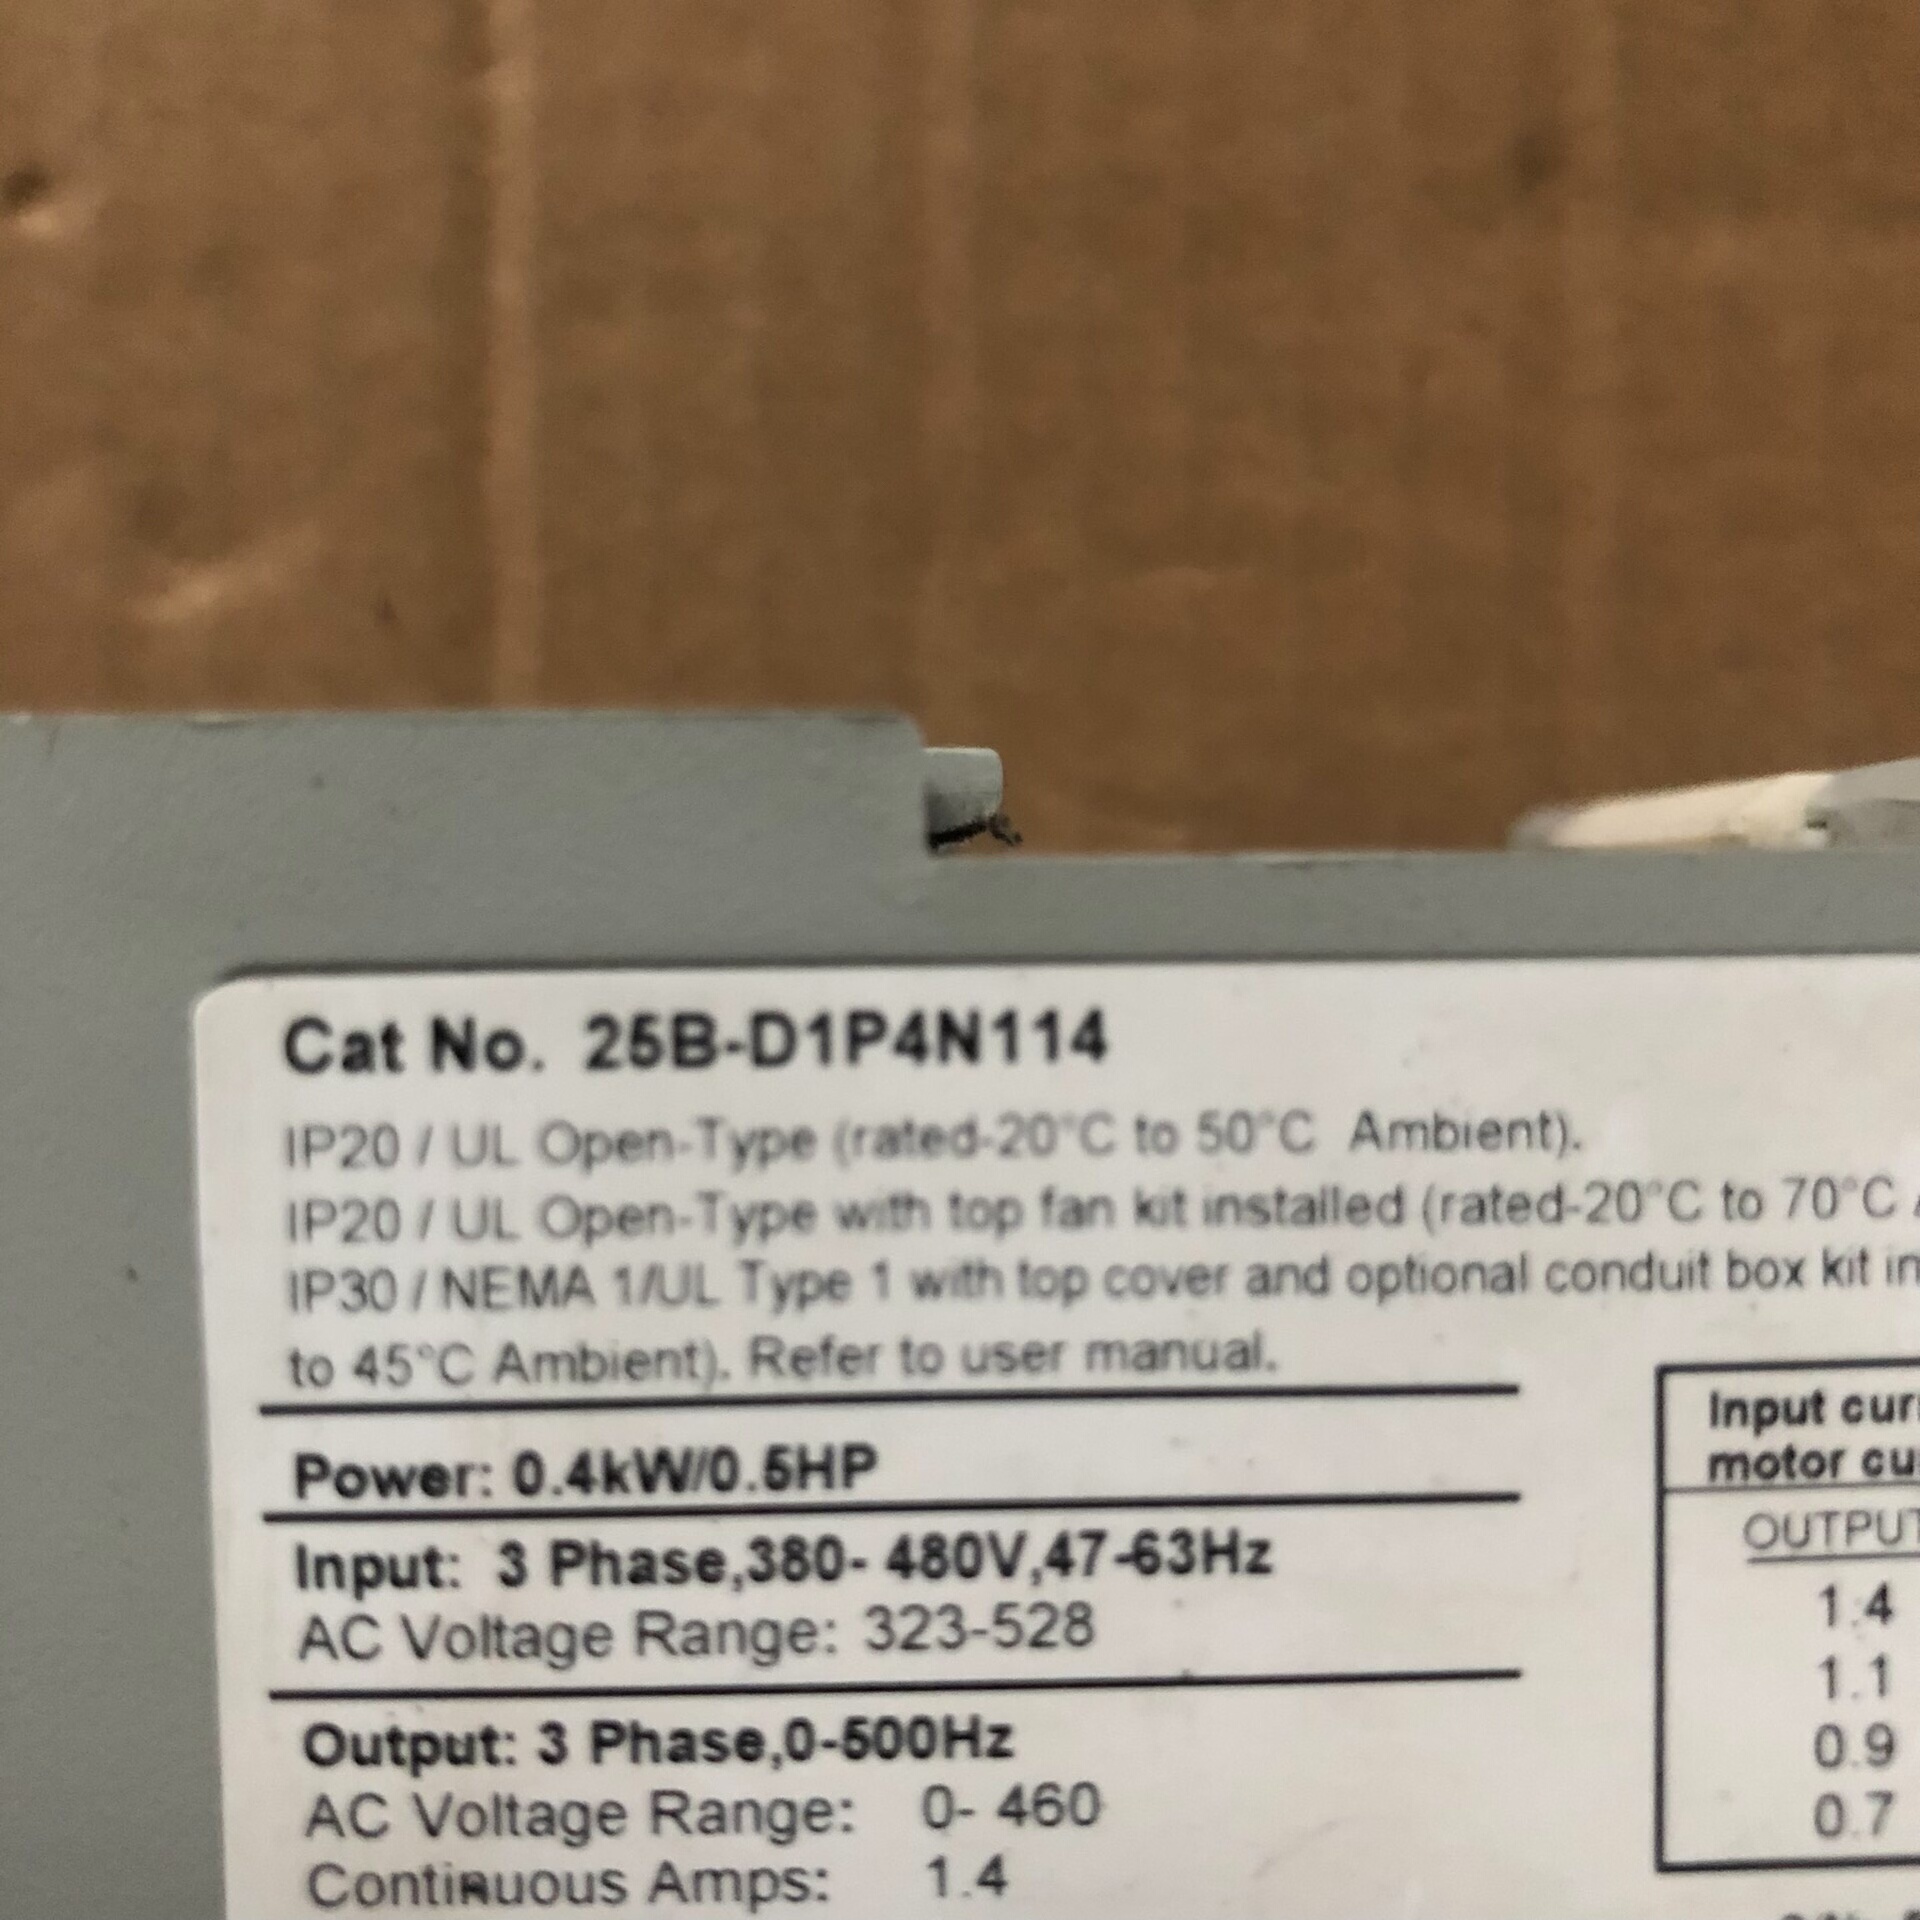 Cat No. 25B-D1P4N114
IP20 / UL Open-Type (rated-20°C to 50°C Ambient).
IP20 / UL Open-Type with top fan kit installed (rated-20°C to 70°C
IP30 / NEMA 1/UL Type 1 with top cover and optional conduit box kit in
to 45°C Ambient). Refer to user manual.
Power: 0.4kW/0.5HP
Input: 3 Phase,380- 480V,47-63Hz
AC Voltage Range: 323-528
Output: 3 Phase,0-500Hz
AC Voltage Range: 0- 460
Continuous Amps: 1.4
Input curr
motor cu
OUTPUT
1.4
1.1
0.9
0.7